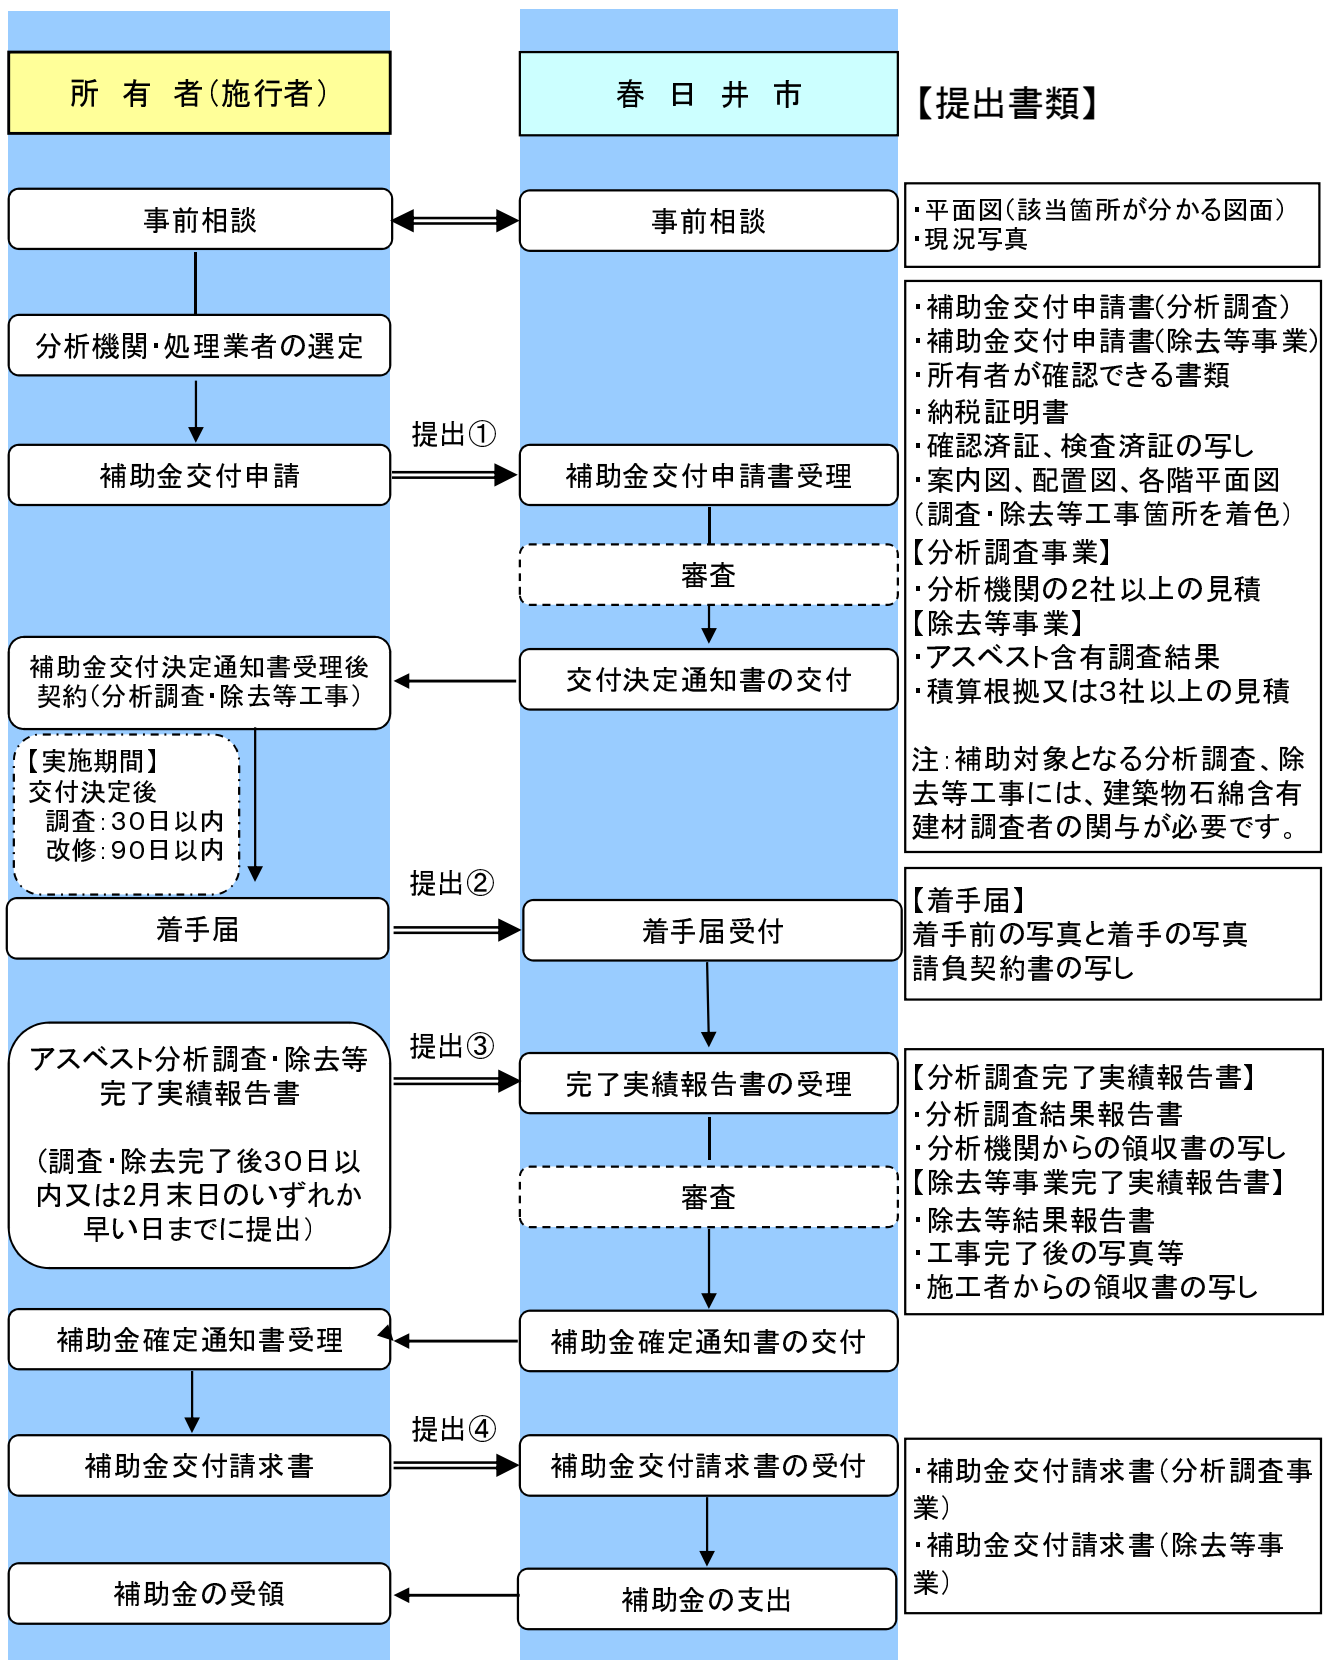 所　有　者（施行者）
春　日　井　市
【提出書類】
事前相談
事前相談
・平面図（該当箇所が分かる図面）
・現況写真
分析機関・処理業者の選定
提出①
補助金交付申請
補助金交付申請書受理
・補助金交付申請書（分析調査）
・補助金交付申請書（除去等事業）
・所有者が確認できる書類
・納税証明書
・確認済証、検査済証の写し
・案内図、配置図、各階平面図
（調査・除去等工事箇所を着色）
【分析調査事業】
・分析機関の２社以上の見積
【除去等事業】
・アスベスト含有調査結果
・積算根拠又は３社以上の見積
注：補助対象となる分析調査、除
去等工事には、建築物石綿含有
建材調査者の関与が必要です。
審査
交付決定通知書の交付
補助金交付決定通知書受理後
契約（分析調査・除去等工事）
【実施期間】
交付決定後
調査：３０日以内
改修：９０日以内
提出②
着手届
着手届受付
【着手届】
着手前の写真と着手の写真
請負契約書の写し
提出③
アスベスト分析調査・除去等
完了実績報告書
（調査・除去完了後３０日以
内又は2月末日のいずれか
早い日までに提出）
完了実績報告書の受理
【分析調査完了実績報告書】
・分析調査結果報告書
・分析機関からの領収書の写し
【除去等事業完了実績報告書】
・除去等結果報告書
・工事完了後の写真等
・施工者からの領収書の写し
審査
補助金確定通知書受理
補助金確定通知書の交付
提出④
補助金交付請求書
補助金交付請求書の受付
・補助金交付請求書（分析調査事
業）
・補助金交付請求書（除去等事
業）
補助金の受領
補助金の支出